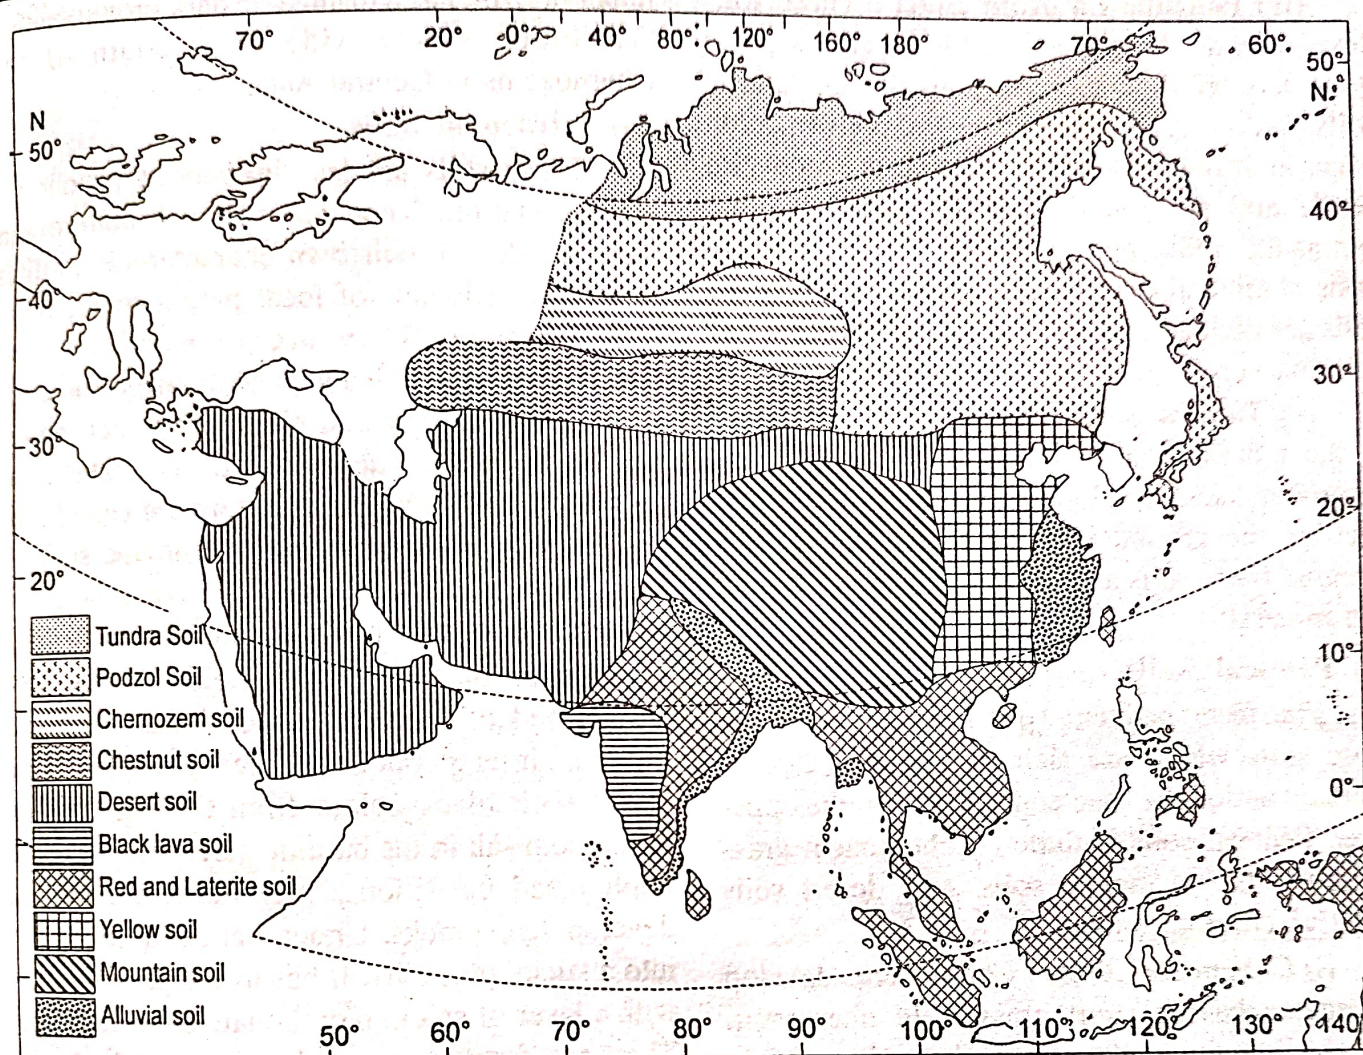 70° 20° 0° 40° 80° 120° 160° 180° 70° 60°
50°
N.
N
50°
40°
40°
30°
30°
20°
20°
10°
0°
Tundra Soil
Podzol Soil
Chernozem soil
Chestnut soil
Desert soil
Black lava soil
Red and Laterite soil
Yellow soil
Mountain soil
Alluvial soil
50° 60° 70° 80° 90° 100° 110° 120° 130° 140°